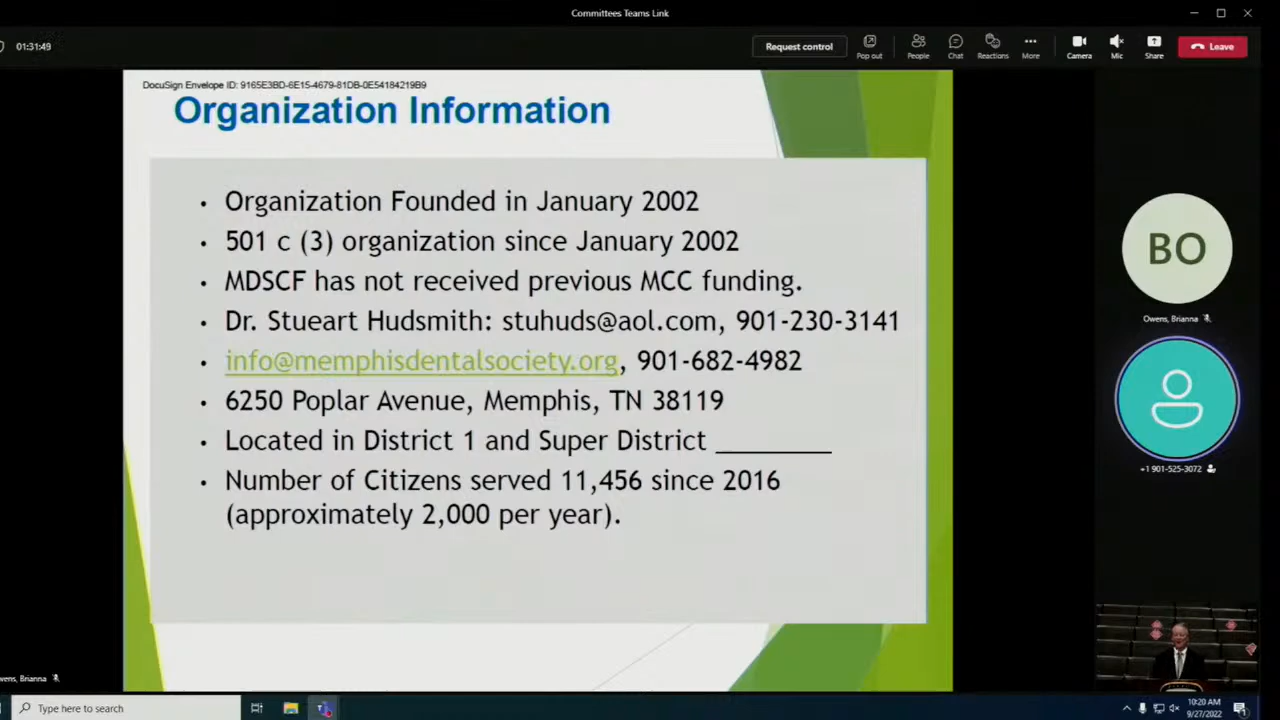 Committees Teams Link
01:31:49
Request control
Pop out
People
Chat
Reactions
More
Camera
Mic
Share
Leave
DocuSign Envelope ID: 9165E3BD-6E15-4679-81DB-0E54184219B9
Organization Information
• Organization Founded in January 2002
• 501 c (3) organization since January 2002
• MDSCF has not received previous MCC funding.
• Dr. Stueart Hudsmith: stuhuds@aol.com, 901-230-3141
• info@memphisdentalsociety.org, 901-682-4982
• 6250 Poplar Avenue, Memphis, TN 38119
• Located in District 1 and Super District ________
• Number of Citizens served 11,456 since 2016
(approximately 2,000 per year).
BO
Owens, Brianna
+1 901-525-3072
wens, Brianna
Type here to search
10:20 AM
9/27/2022